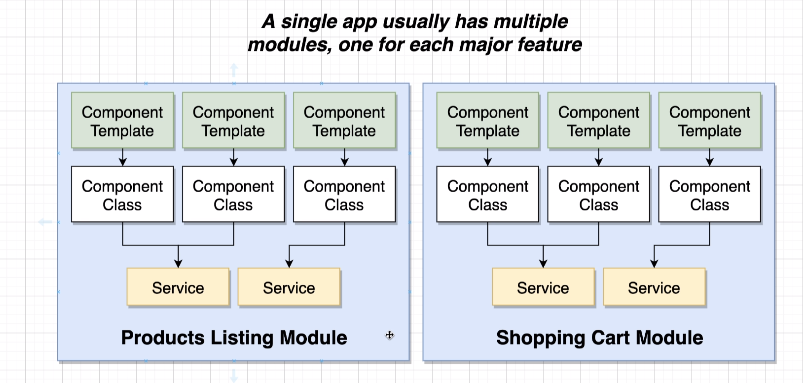 A single app usually has multiple
modules, one for each major feature
Component
Template
Component
Template
Component
Template
Component
Class
Component
Class
Component
Class
Service
Service
Products Listing Module
Component
Template
Component
Template
Component
Template
Component
Class
Component
Class
Component
Class
Service
Service
Shopping Cart Module